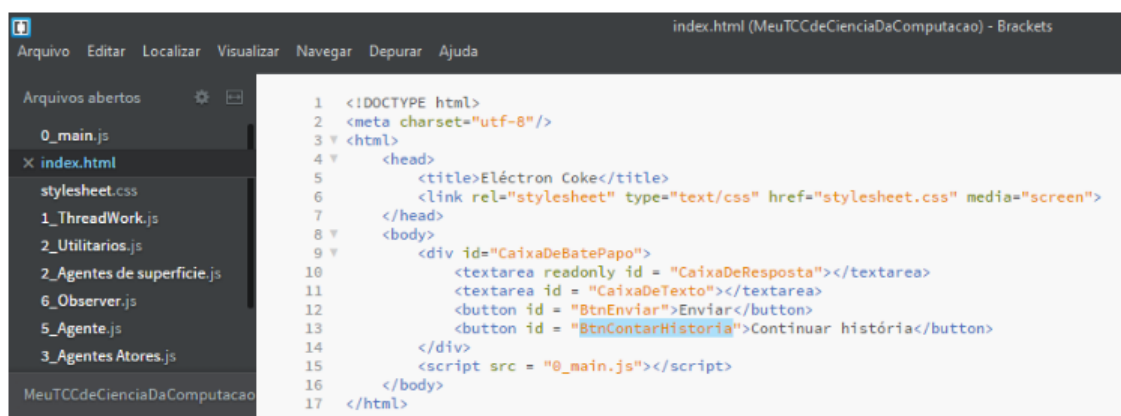 index.html (MeuTCCdeCienciaDaComputacao) - Brackets
Arquivo Editar Localizar Visualizar Navegar Depurar Ajuda
Arquivos abertos
0_main.js
× index.html
stylesheet.css
1_ThreadWork.js
2_Utilitarios.js
2_Agentes de superficie.js
6_Observer.js
5_Agente.js
3_Agentes Atores.js
MeuTCCdeCienciaDaComputacao
1 <!DOCTYPE html>
2 <meta charset="utf-8"/>
3 <html>
4 <head>
5 <title>Eléctron Coke</title>
6 <link rel="stylesheet" type="text/css" href="stylesheet.css" media="screen">
7 </head>
8 <body>
9 <div id="CaixaDeBatePapo">
10 <textarea readonly id = "CaixaDeResposta"></textarea>
11 <textarea id = "CaixaDeTexto"></textarea>
12 <button id = "BtnEnviar">Enviar</button>
13 <button id = "BtnContarHistoria">Continuar história</button>
14 </div>
15 <script src = "0_main.js"></script>
16 </body>
17 </html>